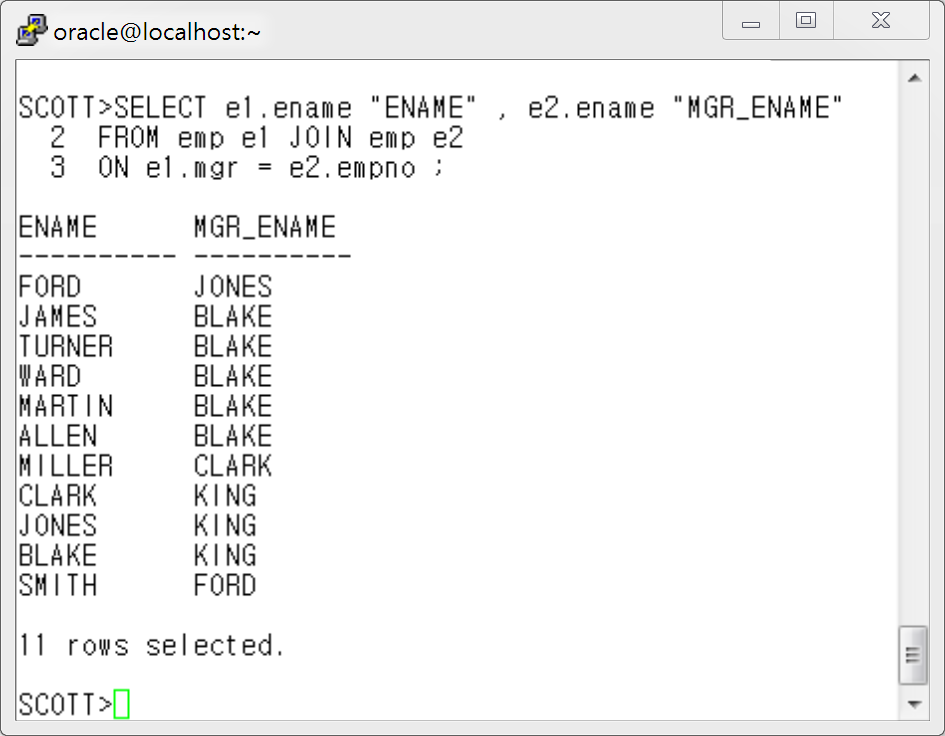 oracle@localhost:~
SCOTT>SELECT e1.ename "ENAME" , e2.ename "MGR_ENAME"
  2  FROM emp e1 JOIN emp e2
  3  ON e1.mgr = e2.empno ;
ENAME      MGR_ENAME
---------- ----------
FORD       JONES
JAMES      BLAKE
TURNER     BLAKE
WARD       BLAKE
MARTIN     BLAKE
ALLEN      BLAKE
MILLER     CLARK
CLARK      KING
JONES      KING
BLAKE      KING
SMITH      FORD
11 rows selected.
SCOTT>